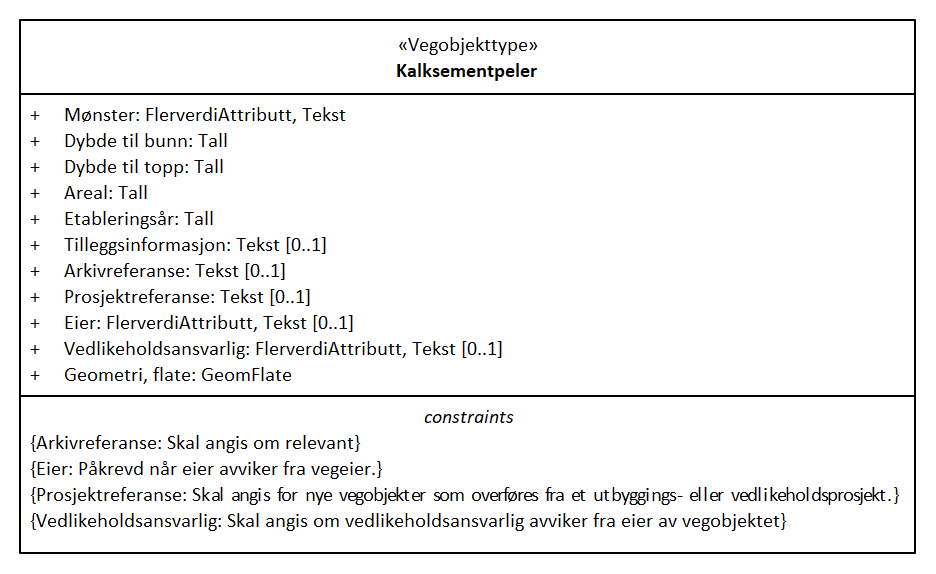 «Vegobjekttype»
Kalksementpeler
+ Mønster: FlerverdiAttributt, Tekst
+ Dybde til bunn: Tall
+ Dybde til topp: Tall
+ Areal: Tall
+ Etableringsår: Tall
+ Tilleggsinformasjon: Tekst [0..1]
+ Arkivreferanse: Tekst [0..1]
+ Prosjektreferanse: Tekst [0..1]
+ Eier: FlerverdiAttributt, Tekst [0..1]
+ Vedlikeholdsansvarlig: FlerverdiAttributt, Tekst [0..1]
+ Geometri, flate: GeomFlate
constraints
{Arkivreferanse: Skal angis om relevant}
{Eier: Påkrevd når eier avviker fra vegeier.}
{Prosjektreferanse: Skal angis for nye vegobjekter som overføres fra et utbyggings- eller vedlikeholdsprosjekt.}
{Vedlikeholdsansvarlig: Skal angis om vedlikeholdsansvarlig avviker fra eier av vegobjektet}